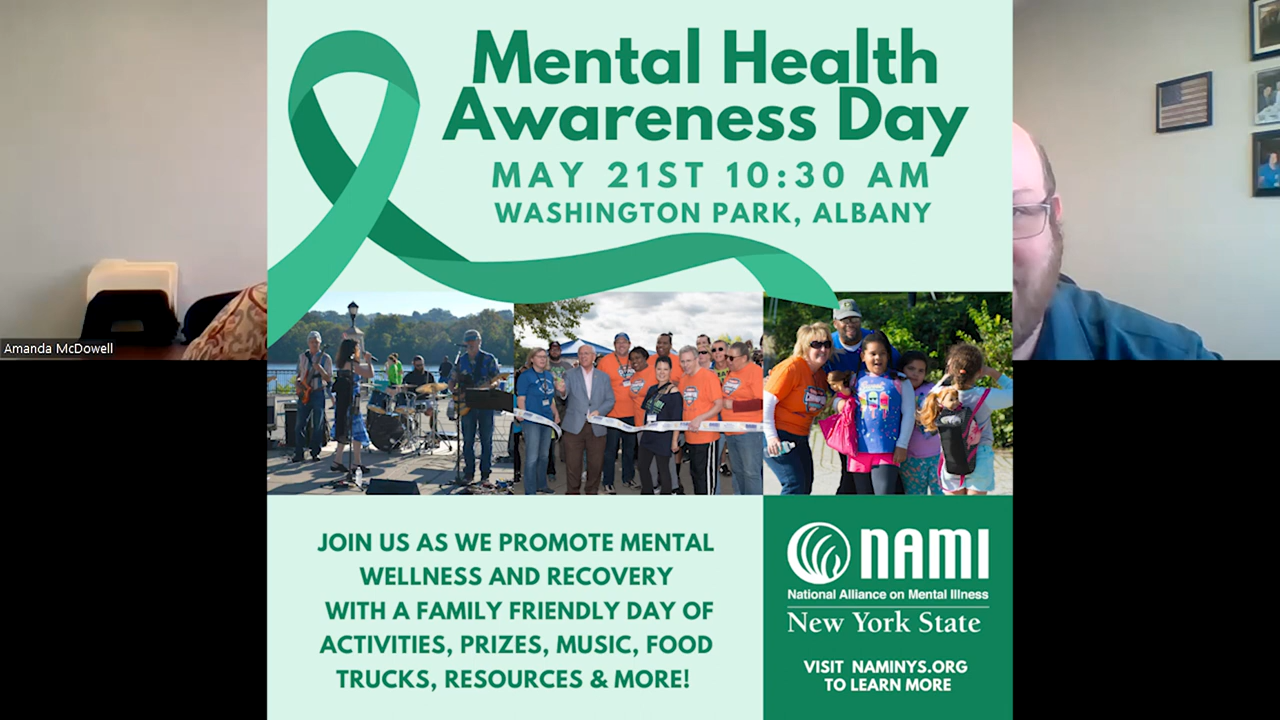 Mental Health
Awareness Day
MAY 21ST 10:30 AM
WASHINGTON PARK, ALBANY
Amanda McDowell
JOIN US AS WE PROMOTE MENTAL
WELLNESS AND RECOVERY
WITH A FAMILY FRIENDLY DAY OF
ACTIVITIES, PRIZES, MUSIC, FOOD
TRUCKS, RESOURCES & MORE!
NAMI
National Alliance on Mental Illness
New York State
VISIT NAMINYS.ORG
TO LEARN MORE